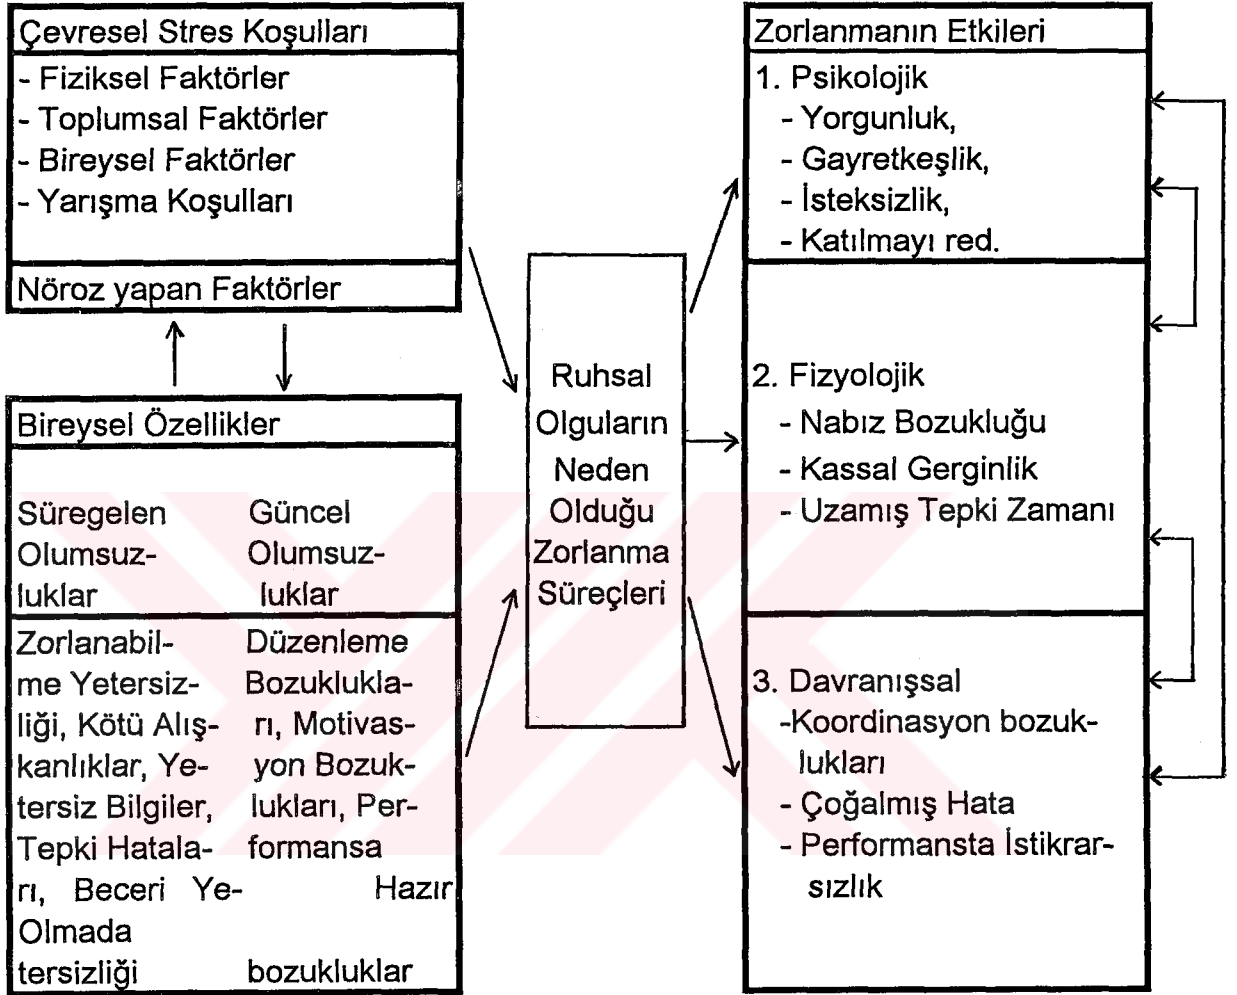 Çevresel Stres Koşulları
- Fiziksel Faktörler
- Toplumsal Faktörler
- Bireysel Faktörler
- Yarışma Koşulları
Nöroz yapan Faktörler
Bireysel Özellikler
Süregelen Güncel
Olumsuz- Olumsuz-
luklar luklar
Zorlanabil- Düzenleme
me Yetersiz- Bozuklukla-
liği, Kötü Alış- rı, Motivas-
kanlıklar, Ye- yon Bozuk-
tersiz Bilgiler, lukları, Per-
Tepki Hatala- formansa
rı, Beceri Ye- Hazır
Olmada
tersizliği bozukluklar
Ruhsal
Olguların
Neden
Olduğu
Zorlanma
Süreçleri
Zorlanmanın Etkileri
1. Psikolojik
- Yorgunluk,
- Gayretkeşlik,
- İsteksizlik,
- Katılmayı red.
2. Fizyolojik
- Nabız Bozukluğu
- Kassal Gerginlik
- Uzamış Tepki Zamanı
3. Davranışsal
-Koordinasyon bozuk-
lukları
- Çoğalmış Hata
- Performansta İstikrar-
sızlık